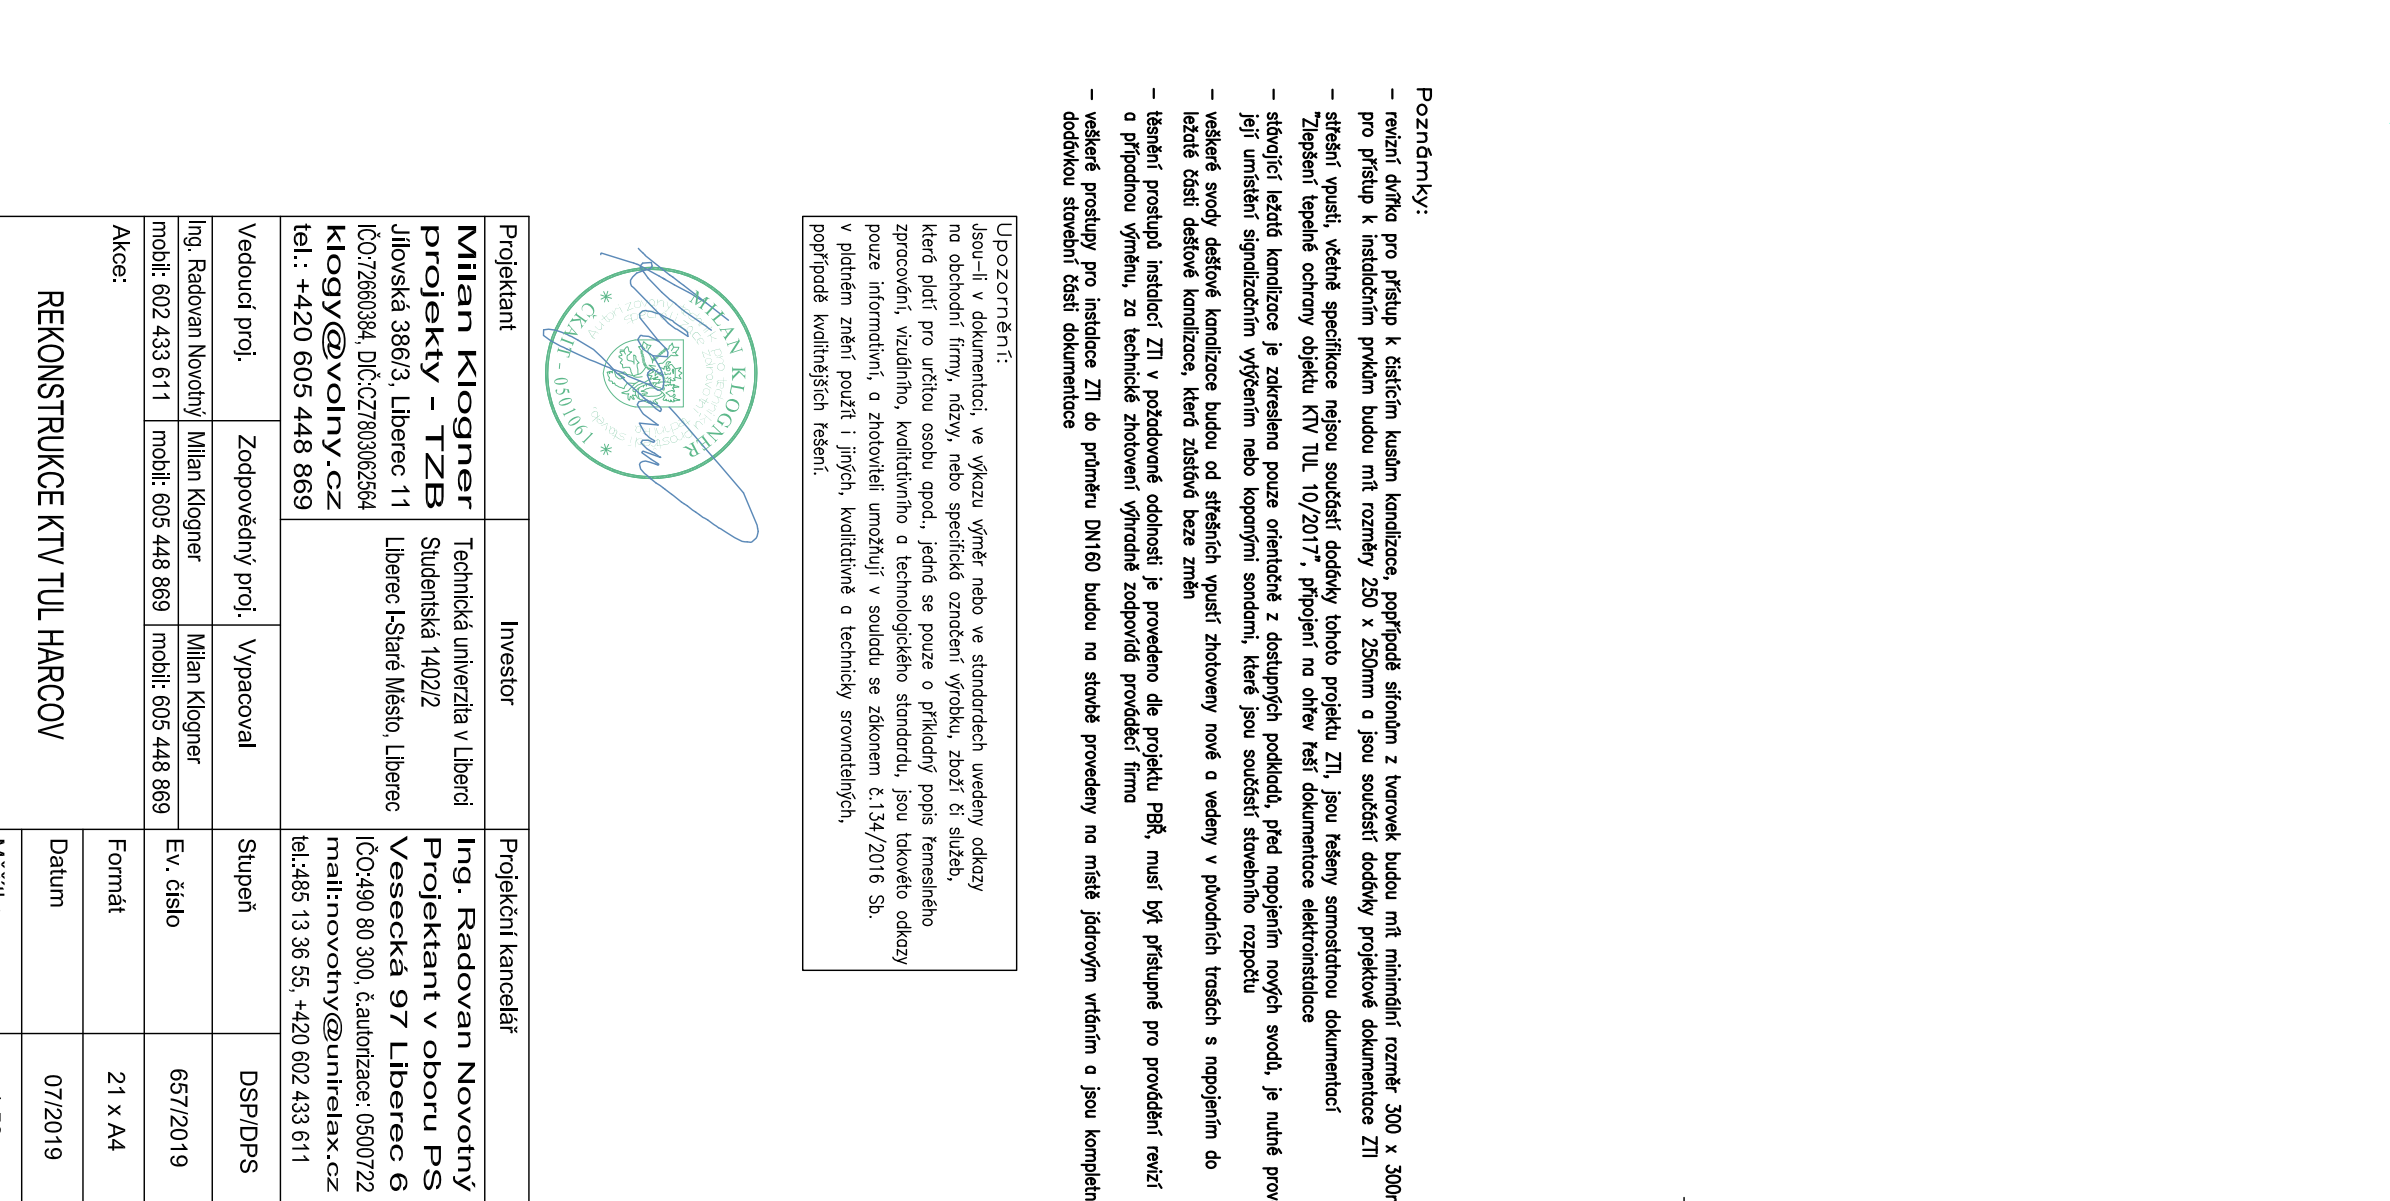 Poznámky:
– revizní dvířka pro přístup k čistícím kusům kanalizace, popřípadě sifonům z tvarovek budou mít minimální rozměr 300 x 300
pro přístup k instalačním prvkům budou mít rozměry 250 x 250mm a jsou součástí dodávky projektové dokumentace ZTI
– střešní vpusti, včetně specifikace nejsou součástí dodávky tohoto projektu ZTI, jsou řešeny samostatnou dokumentací
"Zlepšení tepelné ochrany objektu KTV TUL 10/2017", připojení na ohřev řeší dokumentace elektroinstalace
– stávající ležatá kanalizace je zakreslena pouze orientačně z dostupných podkladů, před napojením nových svodů, je nutné prov
její umístění signalizačním vytýčením nebo kopanými sondami, které jsou součástí stavebního rozpočtu
– veškeré svody dešťové kanalizace budou od střešních vpustí zhotoveny nové a vedeny v původních trasách s napojením do
ležaté části dešťové kanalizace, která zůstává beze změn
– těsnění prostupů instalací ZTI v požadované odolnosti je provedeno dle projektu PBŘ, musí být přístupné pro provádění revizí
a případnou výměnu, za technické zhotovení výhradně zodpovídá prováděcí firma
– veškeré prostupy pro instalace ZTI do průměru DN160 budou na stavbě provedeny na místě jádrovým vrtáním a jsou kompletn
dodávkou stavební části dokumentace
Upozornění:
Jsou–li v dokumentaci, ve výkazu výměr nebo ve standardech uvedeny odkazy
na obchodní firmy, názvy, nebo specifická označení výrobku, zboží či služeb,
která platí pro určitou osobu apod., jedná se pouze o příkladný popis řemeslného
zpracování, vizuálního, kvalitativního a technologického standardu, jsou takovéto odkazy
pouze informativní, a zhotoviteli umožňují v souladu se zákonem č.134/2016 Sb.
v platném znění použít i jiných, kvalitativně a technicky srovnatelných,
popřípadě kvalitnějších řešení.
MILAN KLOGNER
ČKAIT – 0501061
Projektant
Milan Klogner
projekty - TZB
Jílovská 386/3, Liberec 11
IČO:72660384, DIČ:CZ7803062564
klogy@volny.cz
tel.: +420 605 448 869
Investor
Technická univerzita v Liberci
Studentská 1402/2
Liberec I-Staré Město, Liberec
Projekční kancelář
Ing. Radovan Novotný
Projektant v oboru PS
Vesecká 97 Liberec 6
IČO:490 80 300, č.autorizace: 0500722
mail:novotny@unirelax.cz
tel.:485 13 36 55, +420 602 433 611
Vedoucí proj.
Zodpovědný proj.
Vypacoval
Stupeň
DSP/DPS
Ing. Radovan Novotný
Milan Klogner
Milan Klogner
mobil: 602 433 611
mobil: 605 448 869
mobil: 605 448 869
Ev. číslo
657/2019
Akce:
Formát
21 x A4
REKONSTRUKCE KTV TUL HARCOV
Datum
07/2019